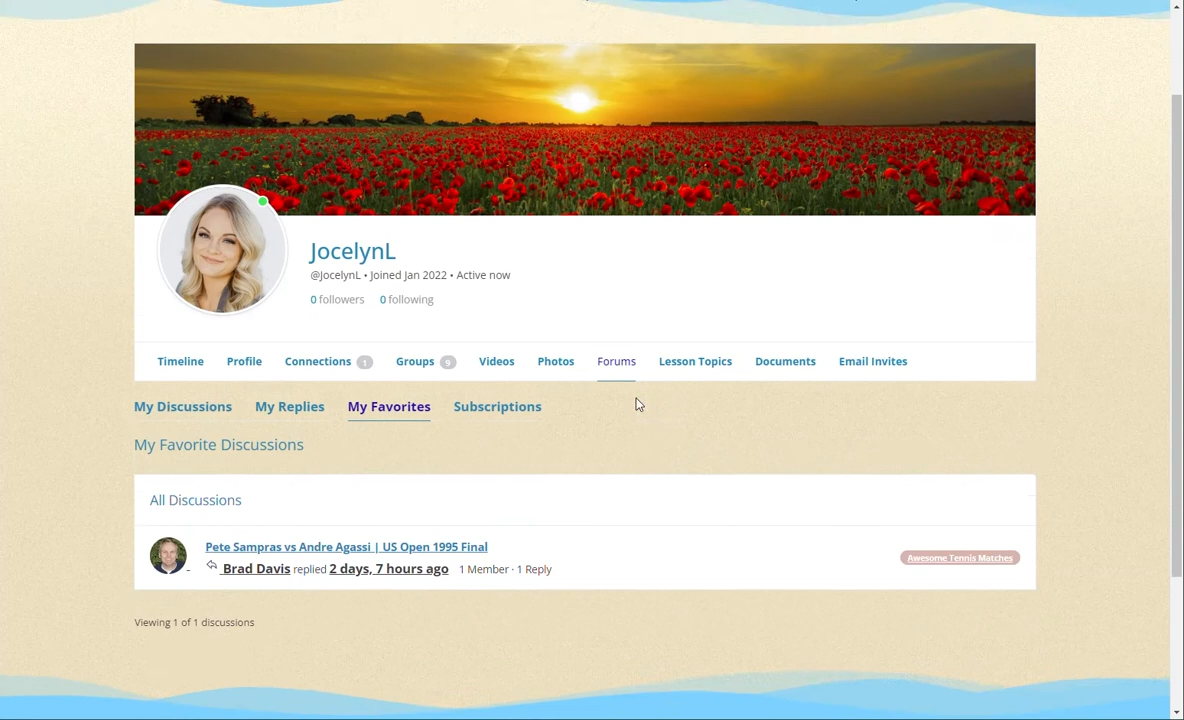 JocelynL
@JocelynL • Joined Jan 2022 • Active now
0 followers 0 following
Timeline Profile Connections 1 Groups 9 Videos Photos Forums Lesson Topics Documents Email Invites
My Discussions My Replies My Favorites Subscriptions
My Favorite Discussions
All Discussions
Pete Sampras vs Andre Agassi | US Open 1995 Final
Brad Davis replied 2 days, 7 hours ago 1 Member · 1 Reply
Awesome Tennis Matches
Viewing 1 of 1 discussions